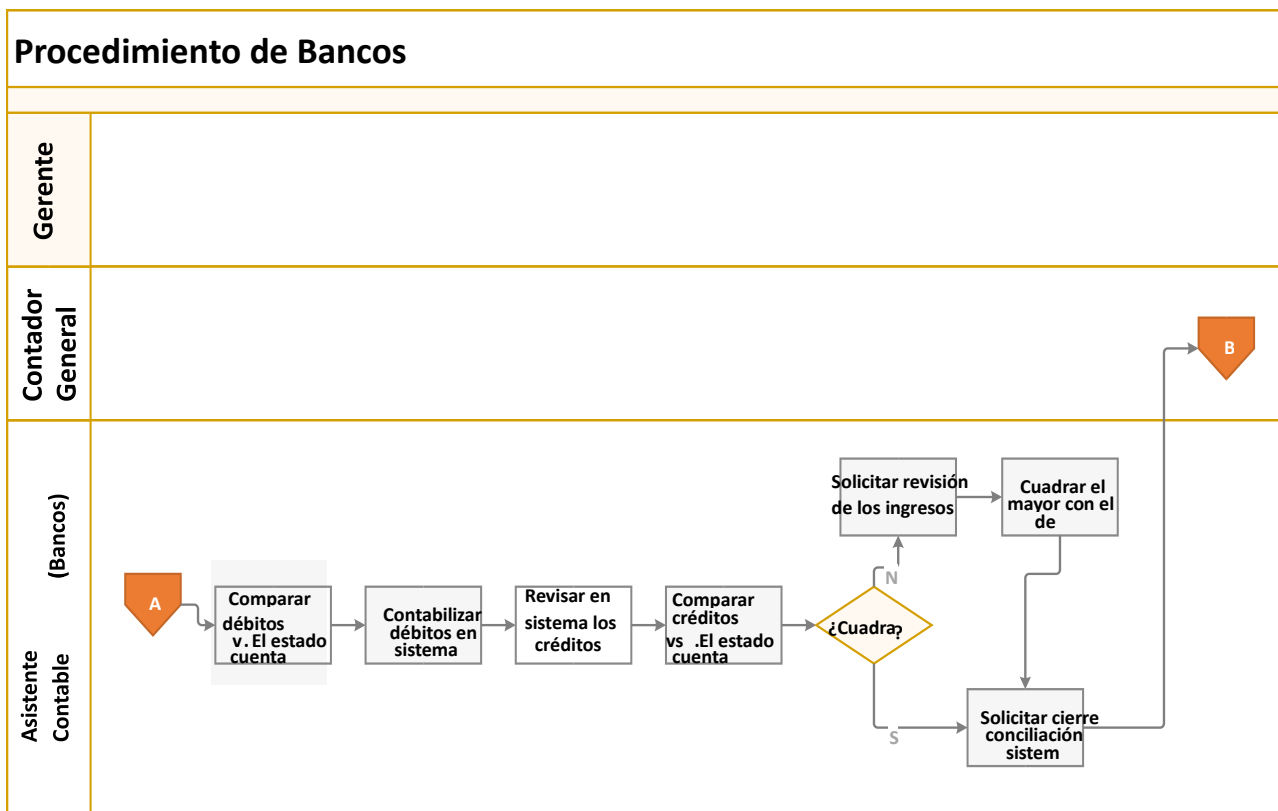 Procedimiento de Bancos
Gerente
Contador
General
B
Asistente
Contable
(Bancos)
A
Comparar
débitos
v. El estado
cuenta
Contabilizar
débitos en
sistema
Revisar en
sistema los
créditos
Comparar
créditos
vs .El estado
cuenta
¿Cuadra?
N
Solicitar revisión
de los ingresos
Cuadrar el
mayor con el
de
S
Solicitar cierre
conciliación
sistem